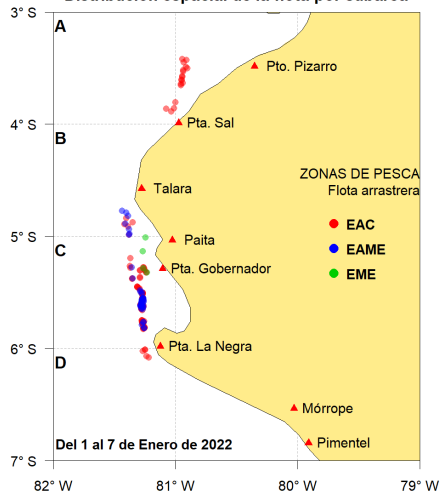 Distribución espacial de la flota por subárea
3° S
A
Pto. Pizarro
Pta. Sal
4° S
B
ZONAS DE PESCA
Flota arrastrera
Talara
EAC
5° S
Paita
C
EAME
Pta. Gobernador
EME
6° S
Pta. La Negra
D
Mórrope
Del 1 al 7 de Enero de 2022
Pimentel
7° S
82° W
81° W
80° W
79° W